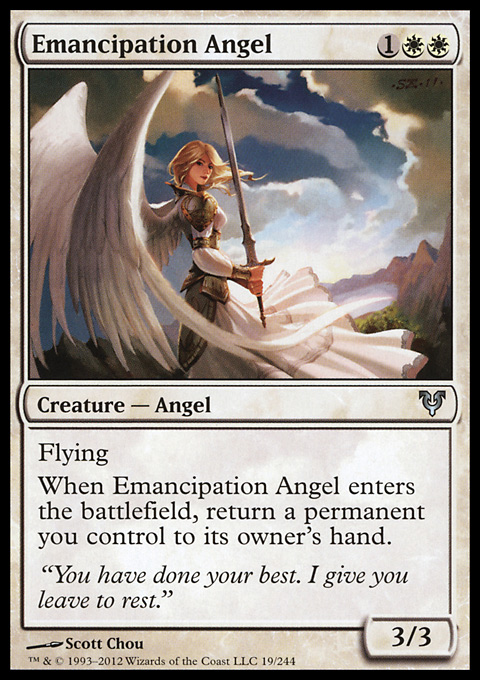 Emancipation Angel 1
·SZ·11·
Creature — Angel
Flying
When Emancipation Angel enters
the battlefield, return a permanent
you control to its owner's hand.
“You have done your best. I give you
leave to rest.”
Scott Chou
3/3
™ & © 1993–2012 Wizards of the Coast LLC 19/244